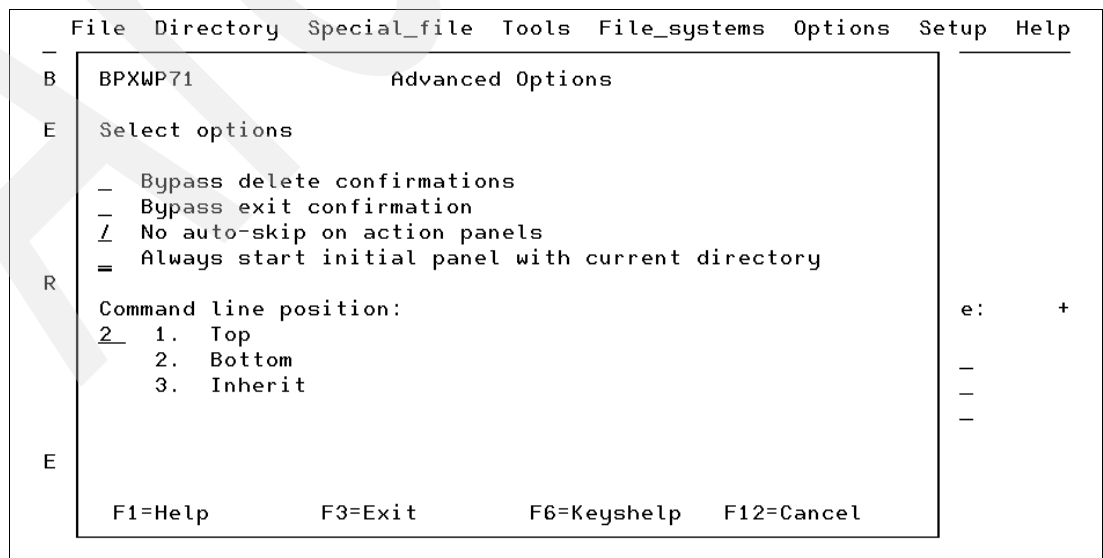 File  Directory  Special_file  Tools  File_systems  Options  Setup  Help
B  BPXWP71  Advanced Options
E  Select options
_  Bypass delete confirmations
_  Bypass exit confirmation
/  No auto-skip on action panels
_  Always start initial panel with current directory
R
Command line position:  e:  +
2  1.  Top
2.  Bottom  _
3.  Inherit  _
_
E
F1=Help  F3=Exit  F6=Keyshelp  F12=Cancel